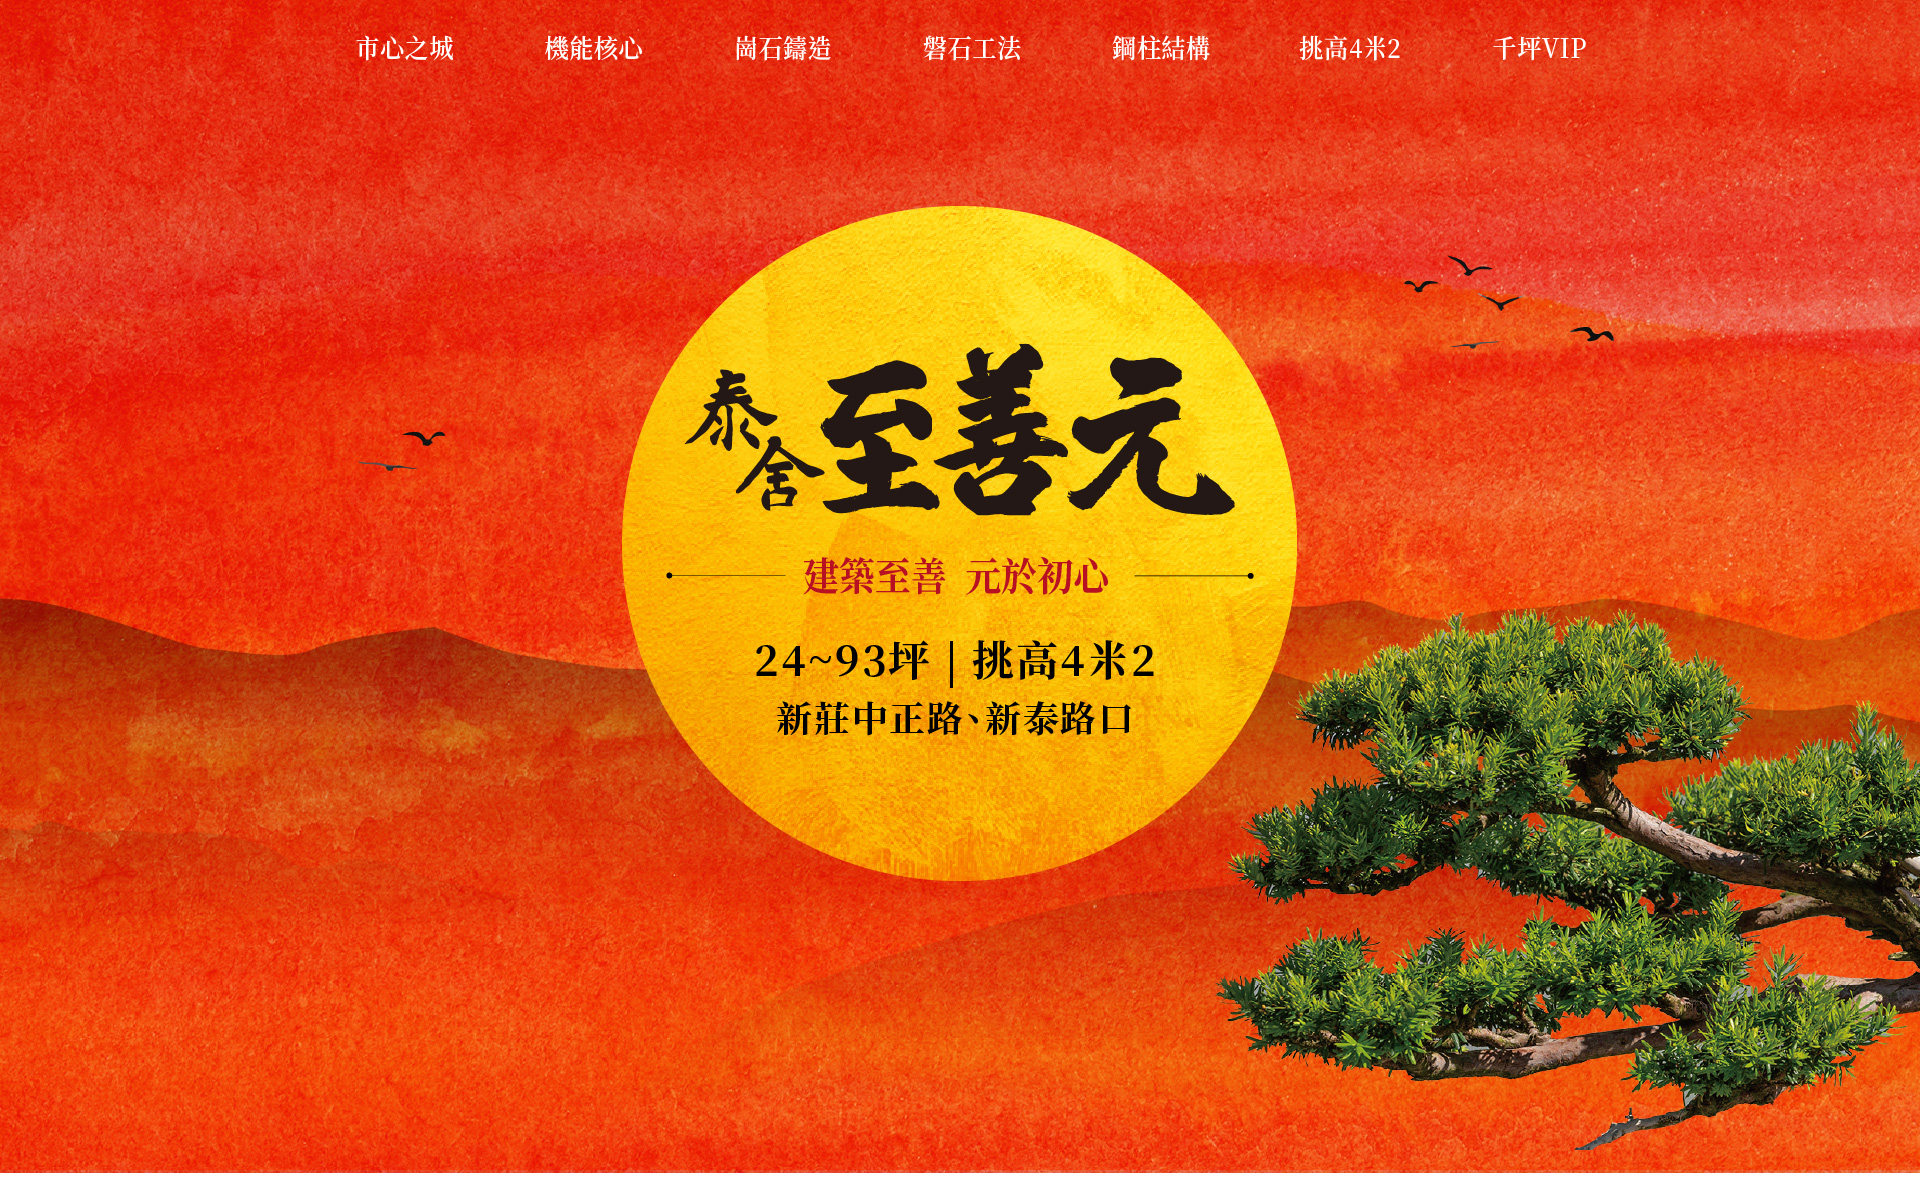 市心之城 機能核心 崗石鑄造 磐石工法 鋼柱結構 挑高4米2 千坪VIP
泰舍 至善元
建築至善 元於初心
24~93坪 | 挑高4米2
新莊中正路、新泰路口